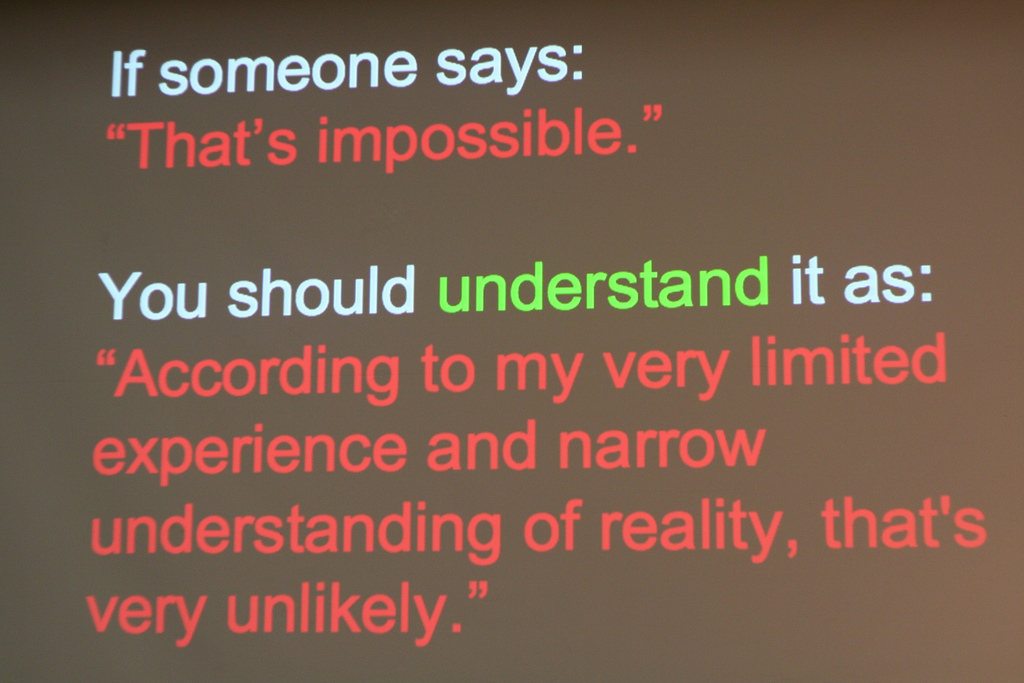 If someone says:
“That’s impossible.”
You should understand it as:
“According to my very limited
experience and narrow
understanding of reality, that's
very unlikely.”